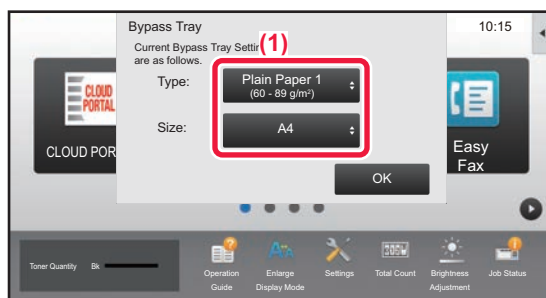 Bypass Tray
10:15
Current Bypass Tray Settin
(1)
are as follows.
Type:
Plain Paper 1
(60 - 89 g/m²)
Size:
A4
OK
CLOUD
PORTAL
CLOUD POR
Easy
Fax
Toner Quantity
Bk
Operation
Guide
Enlarge
Display Mode
Settings
Total Count
Brightness
Adjustment
Job Status